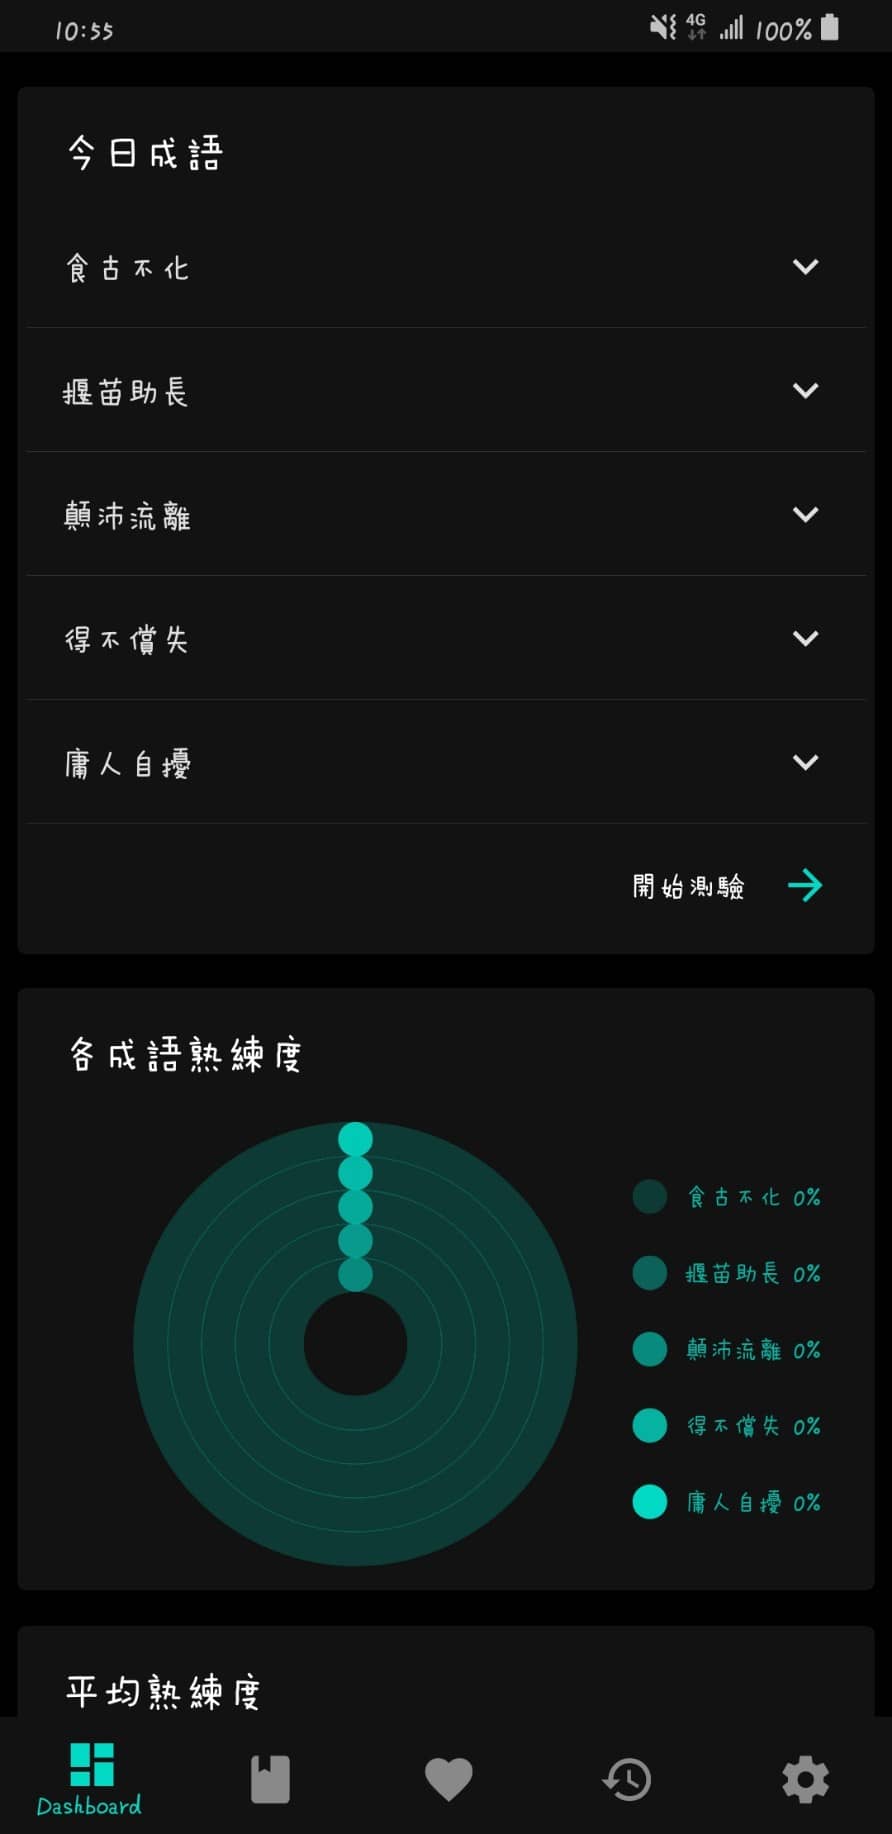 10:55 4G 100%
今日成語
食古不化
揠苗助長
顛沛流離
得不償失
庸人自擾
開始測驗
各成語熟練度
食古不化 0%
揠苗助長 0%
顛沛流離 0%
得不償失 0%
庸人自擾 0%
平均熟練度
Dashboard